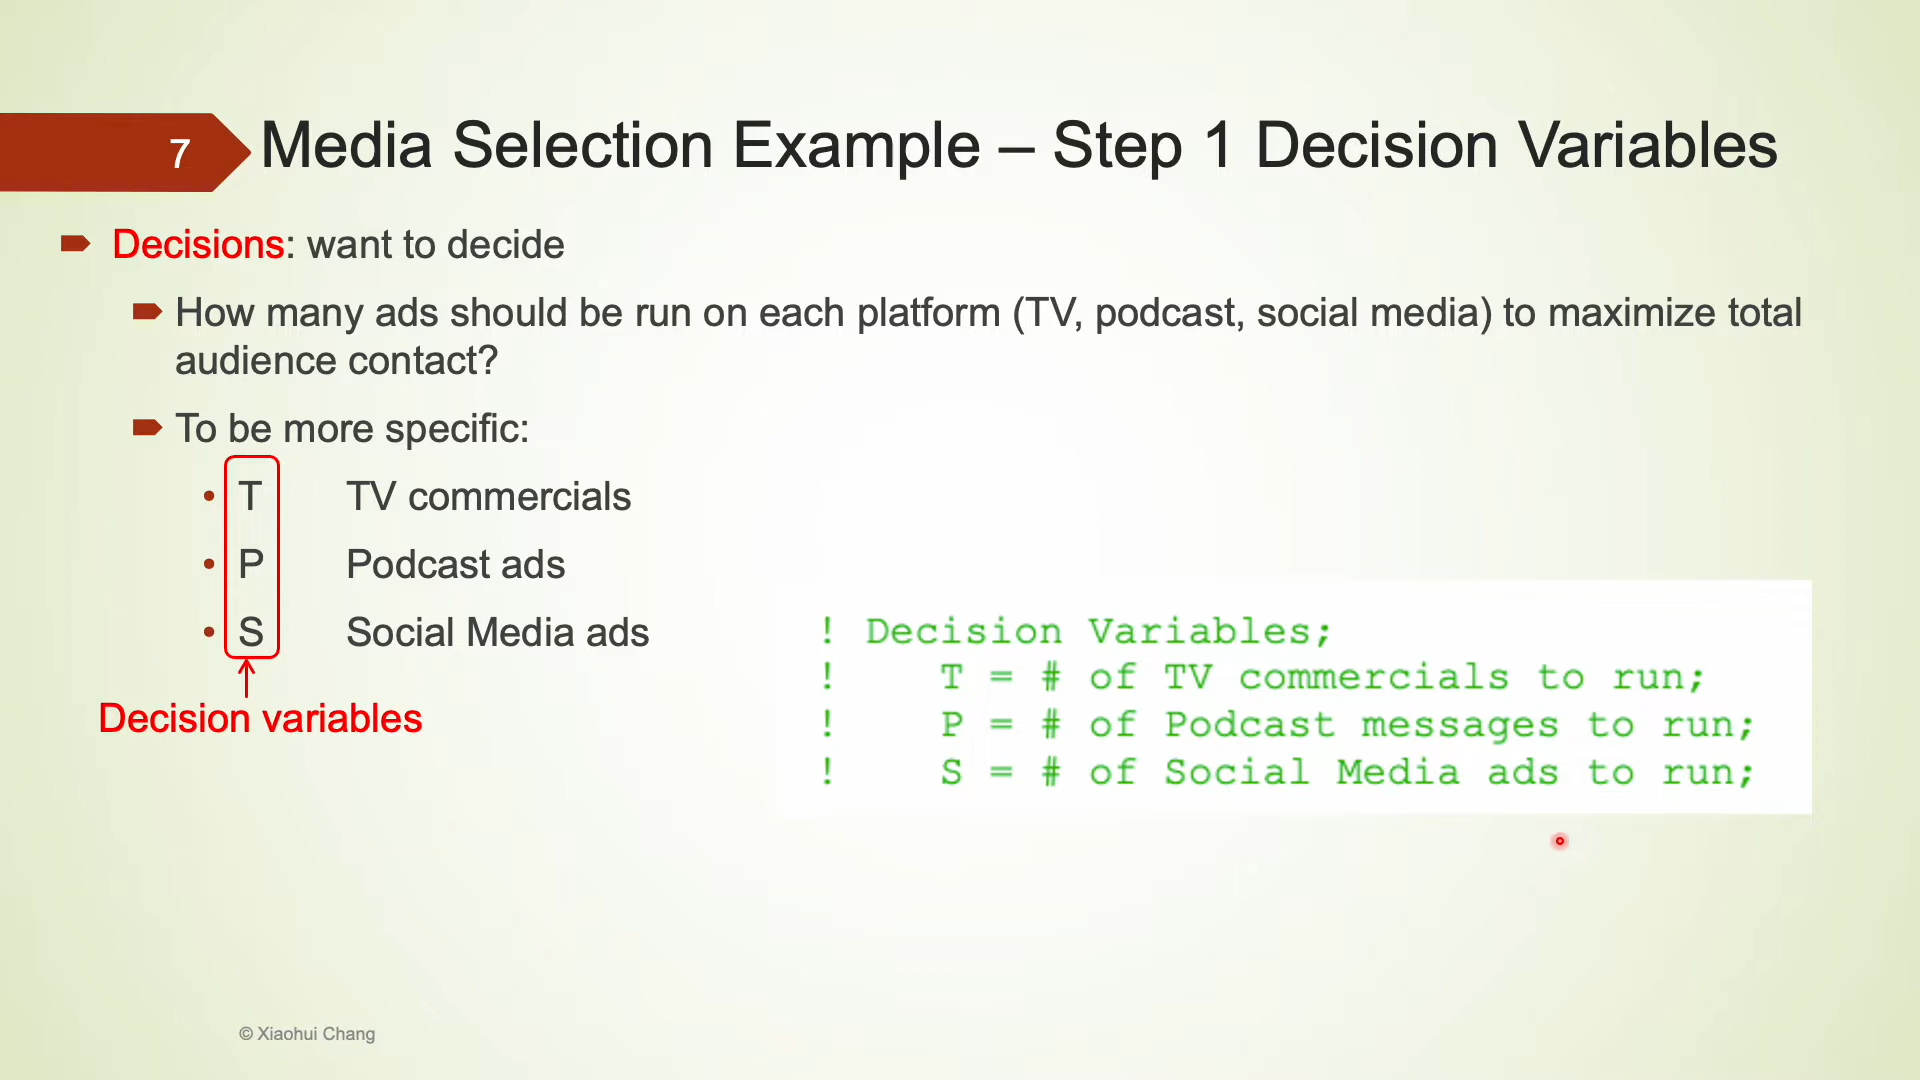 7
Media Selection Example – Step 1 Decision Variables
Decisions: want to decide
How many ads should be run on each platform (TV, podcast, social media) to maximize total
audience contact?
To be more specific:
• T TV commercials
• P Podcast ads
• S Social Media ads
Decision variables
! Decision Variables;
! T = # of TV commercials to run;
! P = # of Podcast messages to run;
! S = # of Social Media ads to run;
© Xiaohui Chang